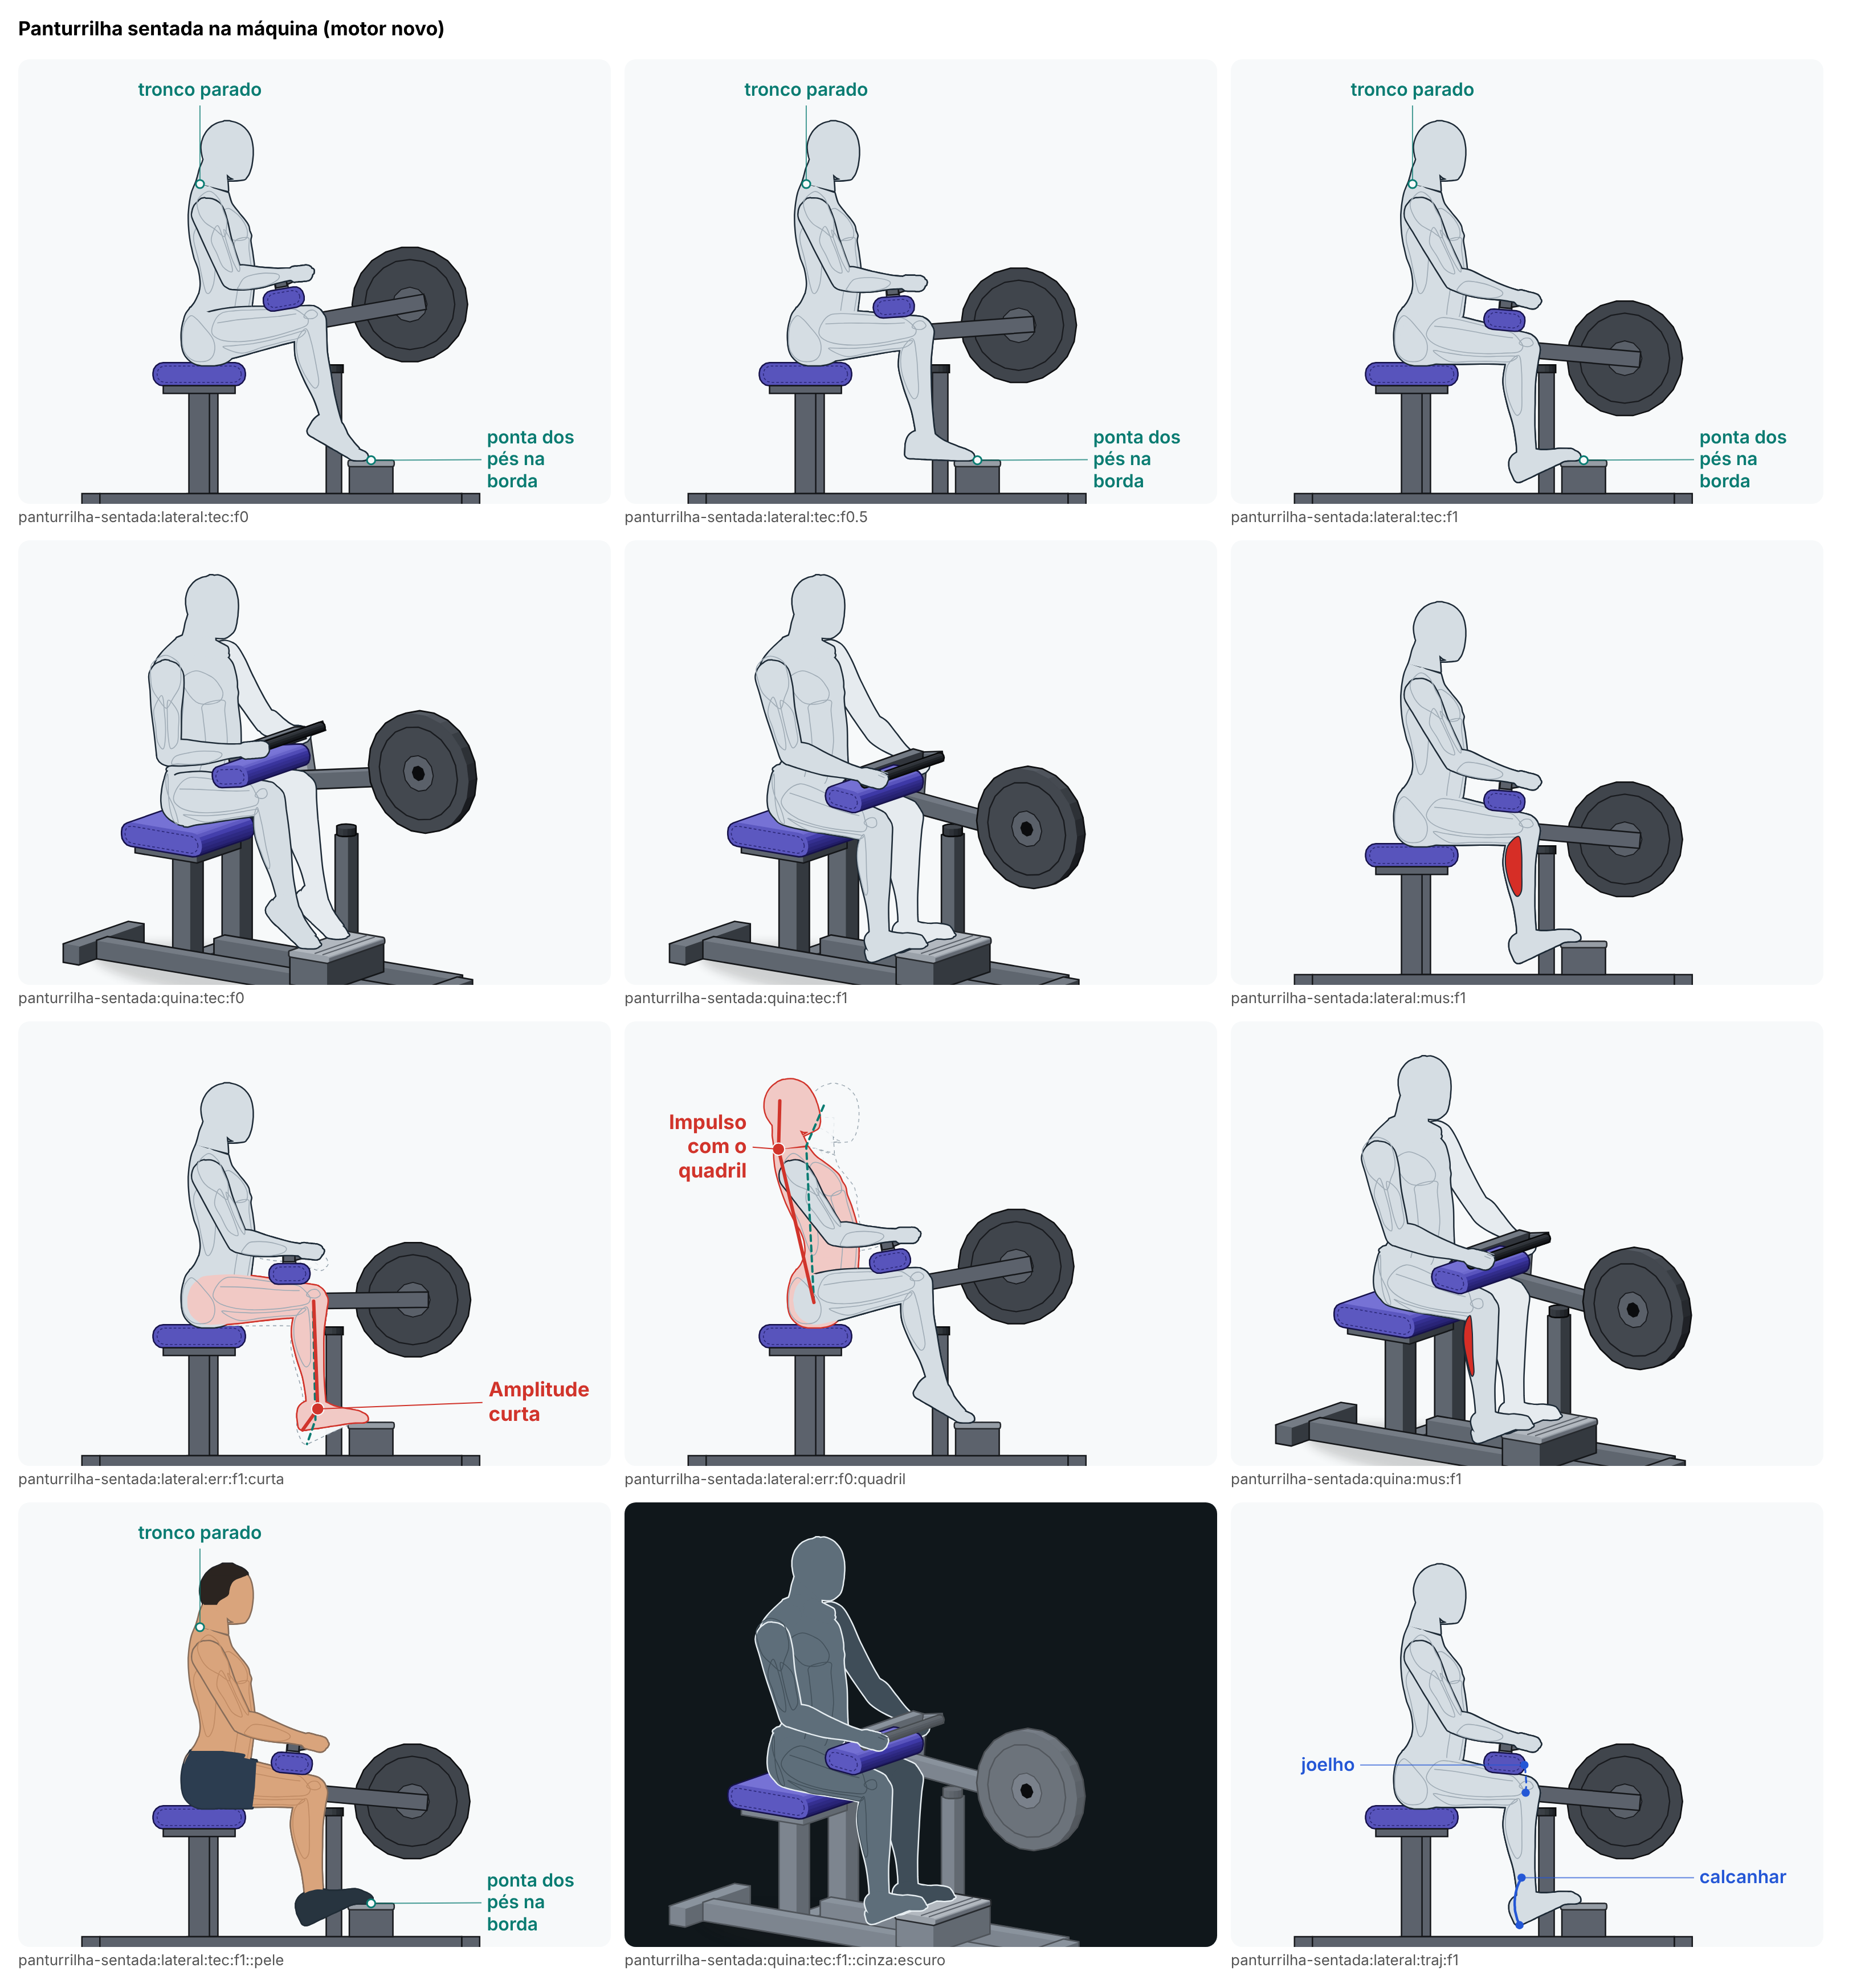 Panturrilha sentada na máquina (motor novo)
tronco parado
ponta dos
pés na
borda
panturrilha-sentada:lateral:tec:f0
tronco parado
ponta dos
pés na
borda
panturrilha-sentada:lateral:tec:f0.5
tronco parado
ponta dos
pés na
borda
panturrilha-sentada:lateral:tec:f1
panturrilha-sentada:quina:tec:f0
panturrilha-sentada:quina:tec:f1
panturrilha-sentada:lateral:mus:f1
Amplitude
curta
panturrilha-sentada:lateral:err:f1:curta
Impulso
com o
quadril
panturrilha-sentada:lateral:err:f0:quadril
panturrilha-sentada:quina:mus:f1
tronco parado
ponta dos
pés na
borda
panturrilha-sentada:lateral:tec:f1::pele
panturrilha-sentada:quina:tec:f1::cinza:escuro
joelho
calcanhar
panturrilha-sentada:lateral:traj:f1